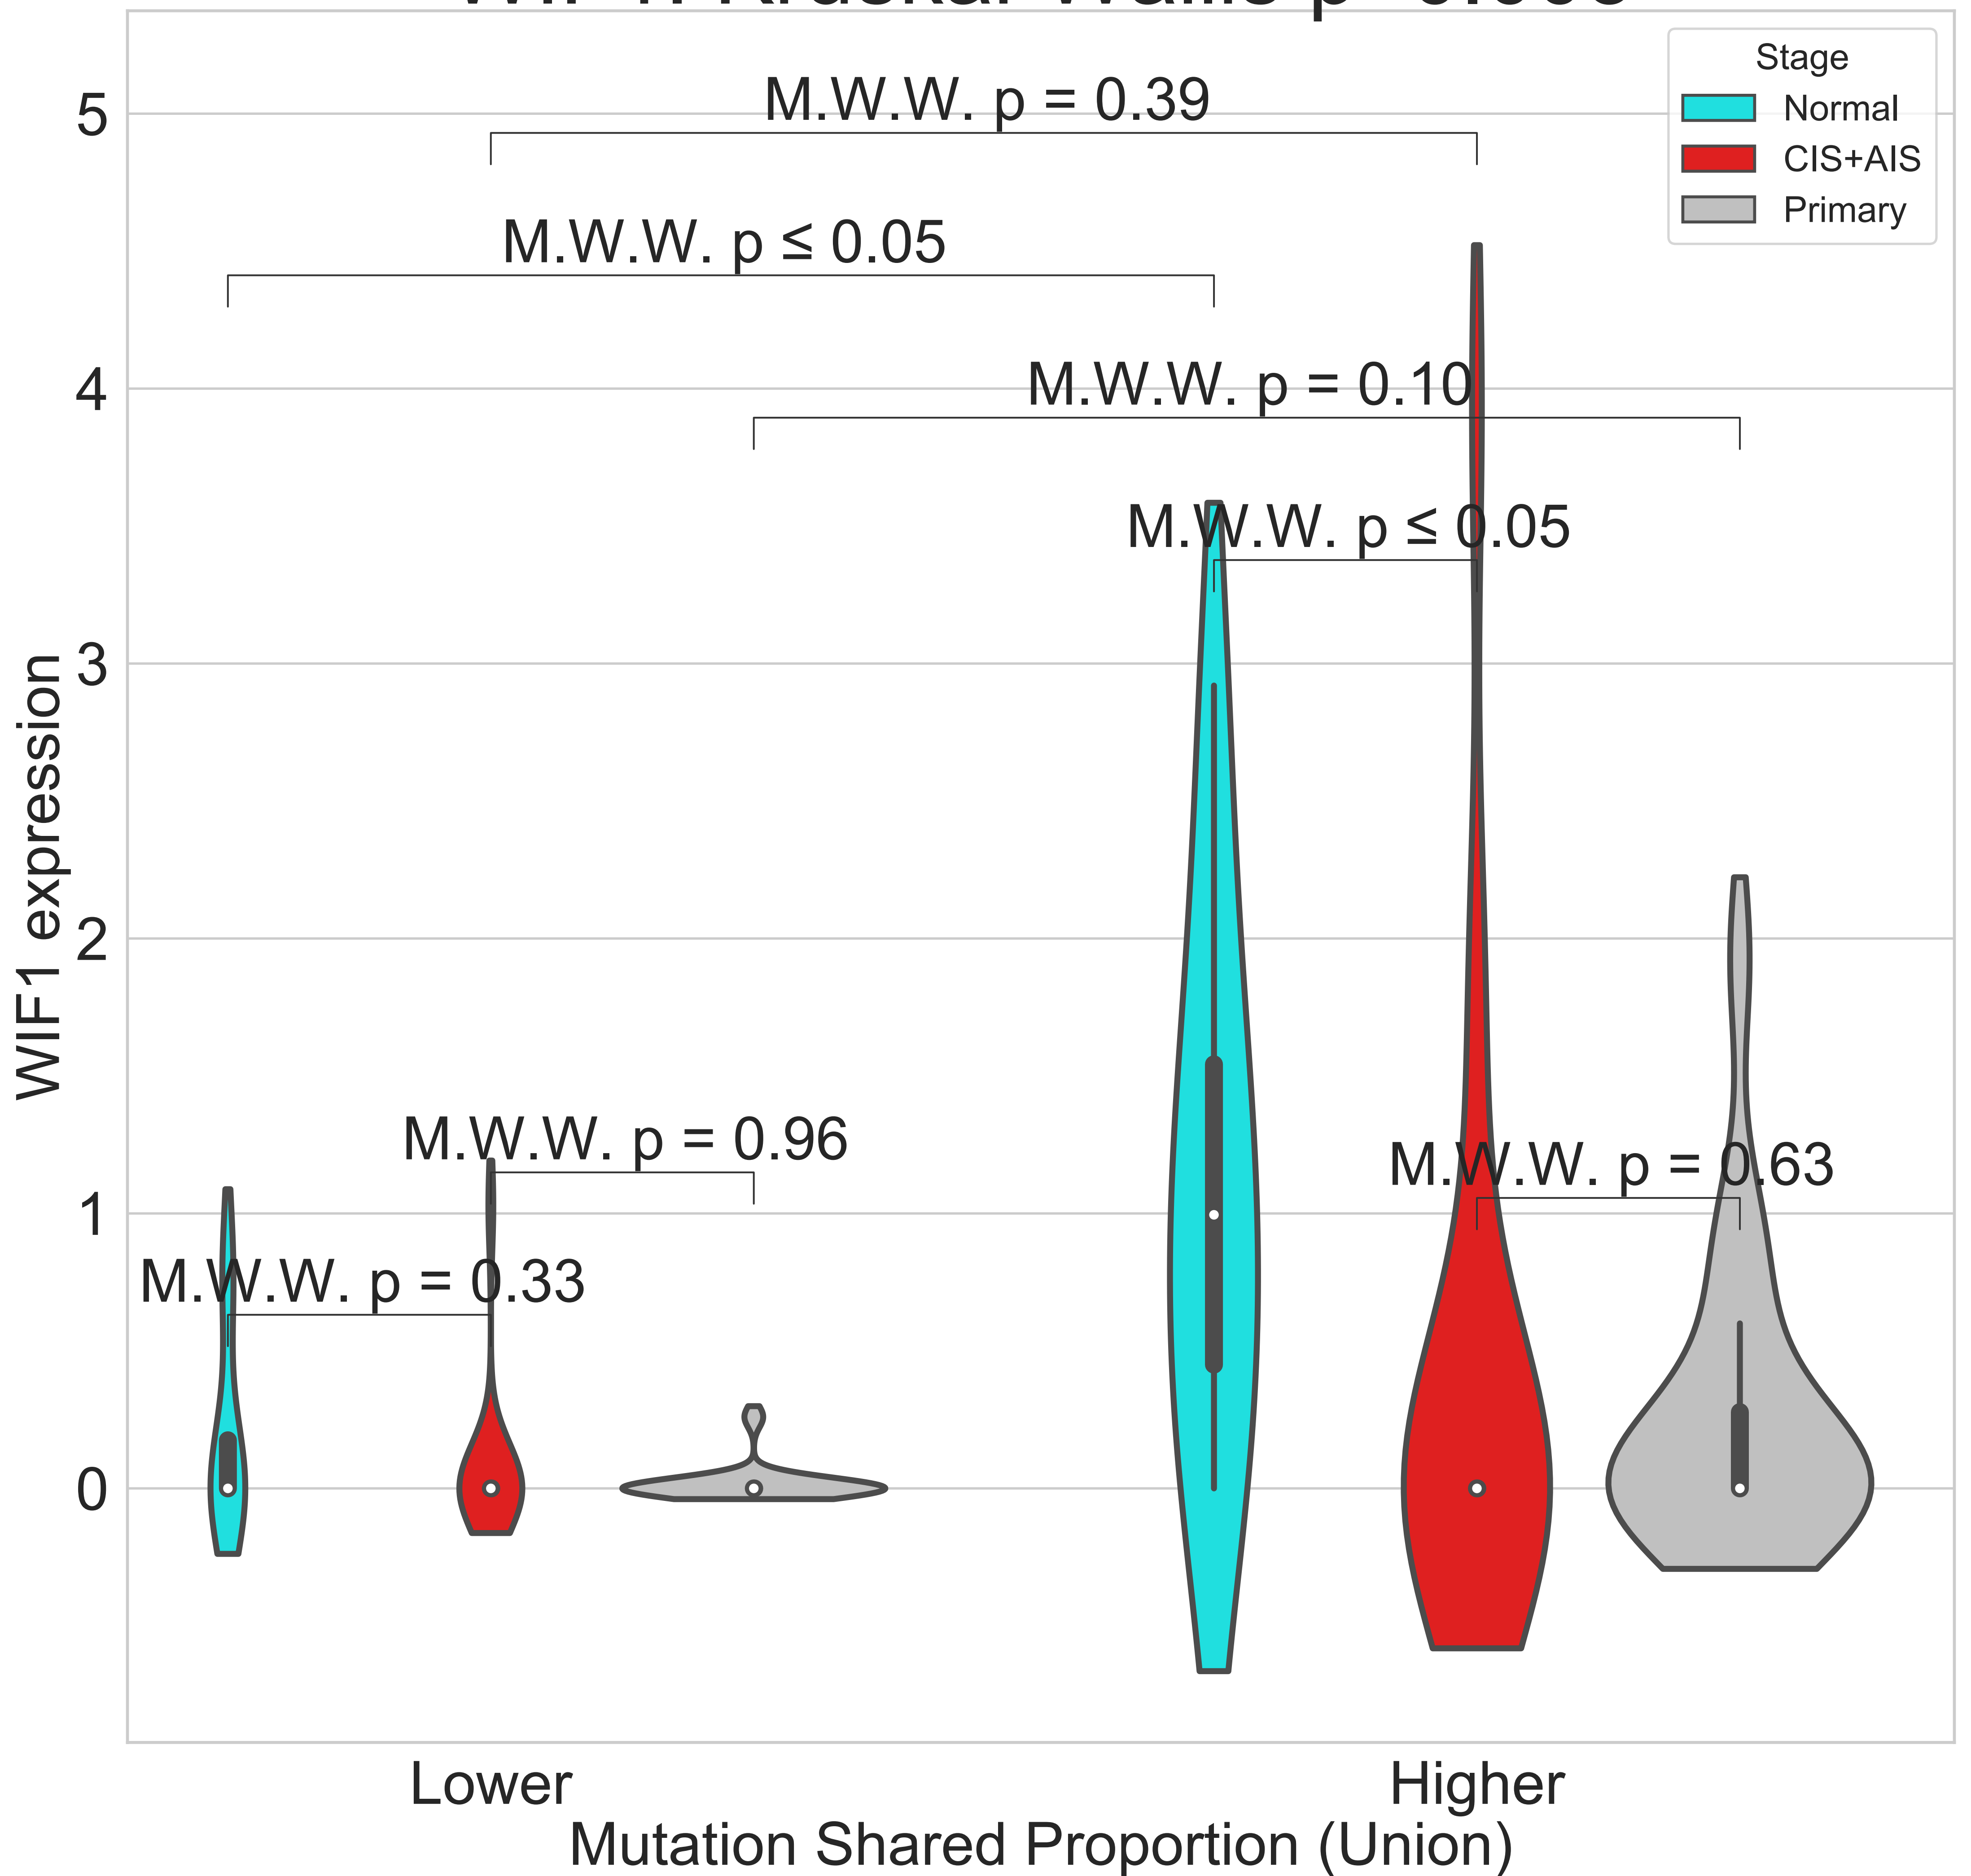 Stage
Normal
CIS+AIS
Primary
M.W.W. p = 0.39
M.W.W. p ≤ 0.05
M.W.W. p = 0.10
M.W.W. p ≤ 0.05
M.W.W. p = 0.96
M.W.W. p = 0.63
M.W.W. p = 0.33
5
4
3
2
1
0
WIF1 expression
Lower
Higher
Mutation Shared Proportion (Union)